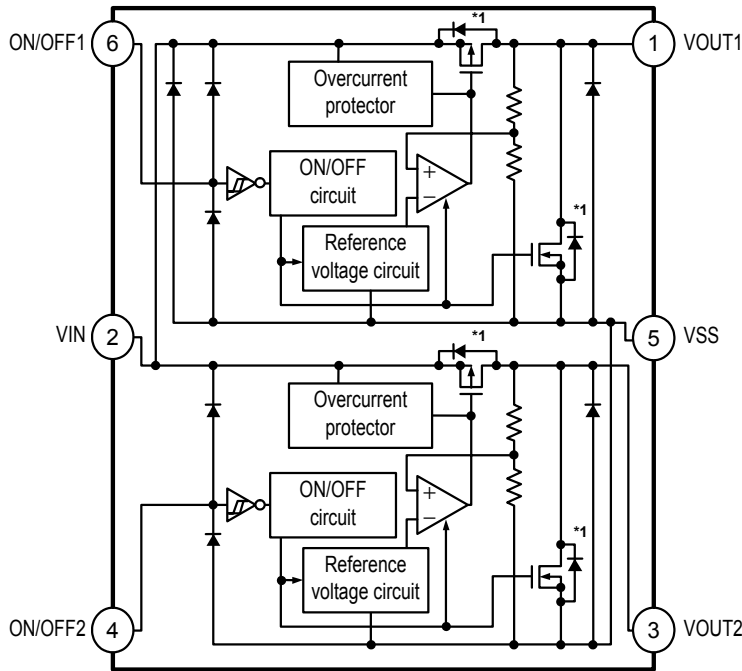 *1
ON/OFF1
6
1
VOUT1
Overcurrent
protector
ON/OFF
circuit
+
−
*1
Reference
voltage circuit
VIN
2
5
VSS
*1
Overcurrent
protector
ON/OFF
circuit
+
−
*1
Reference
voltage circuit
ON/OFF2
4
3
VOUT2